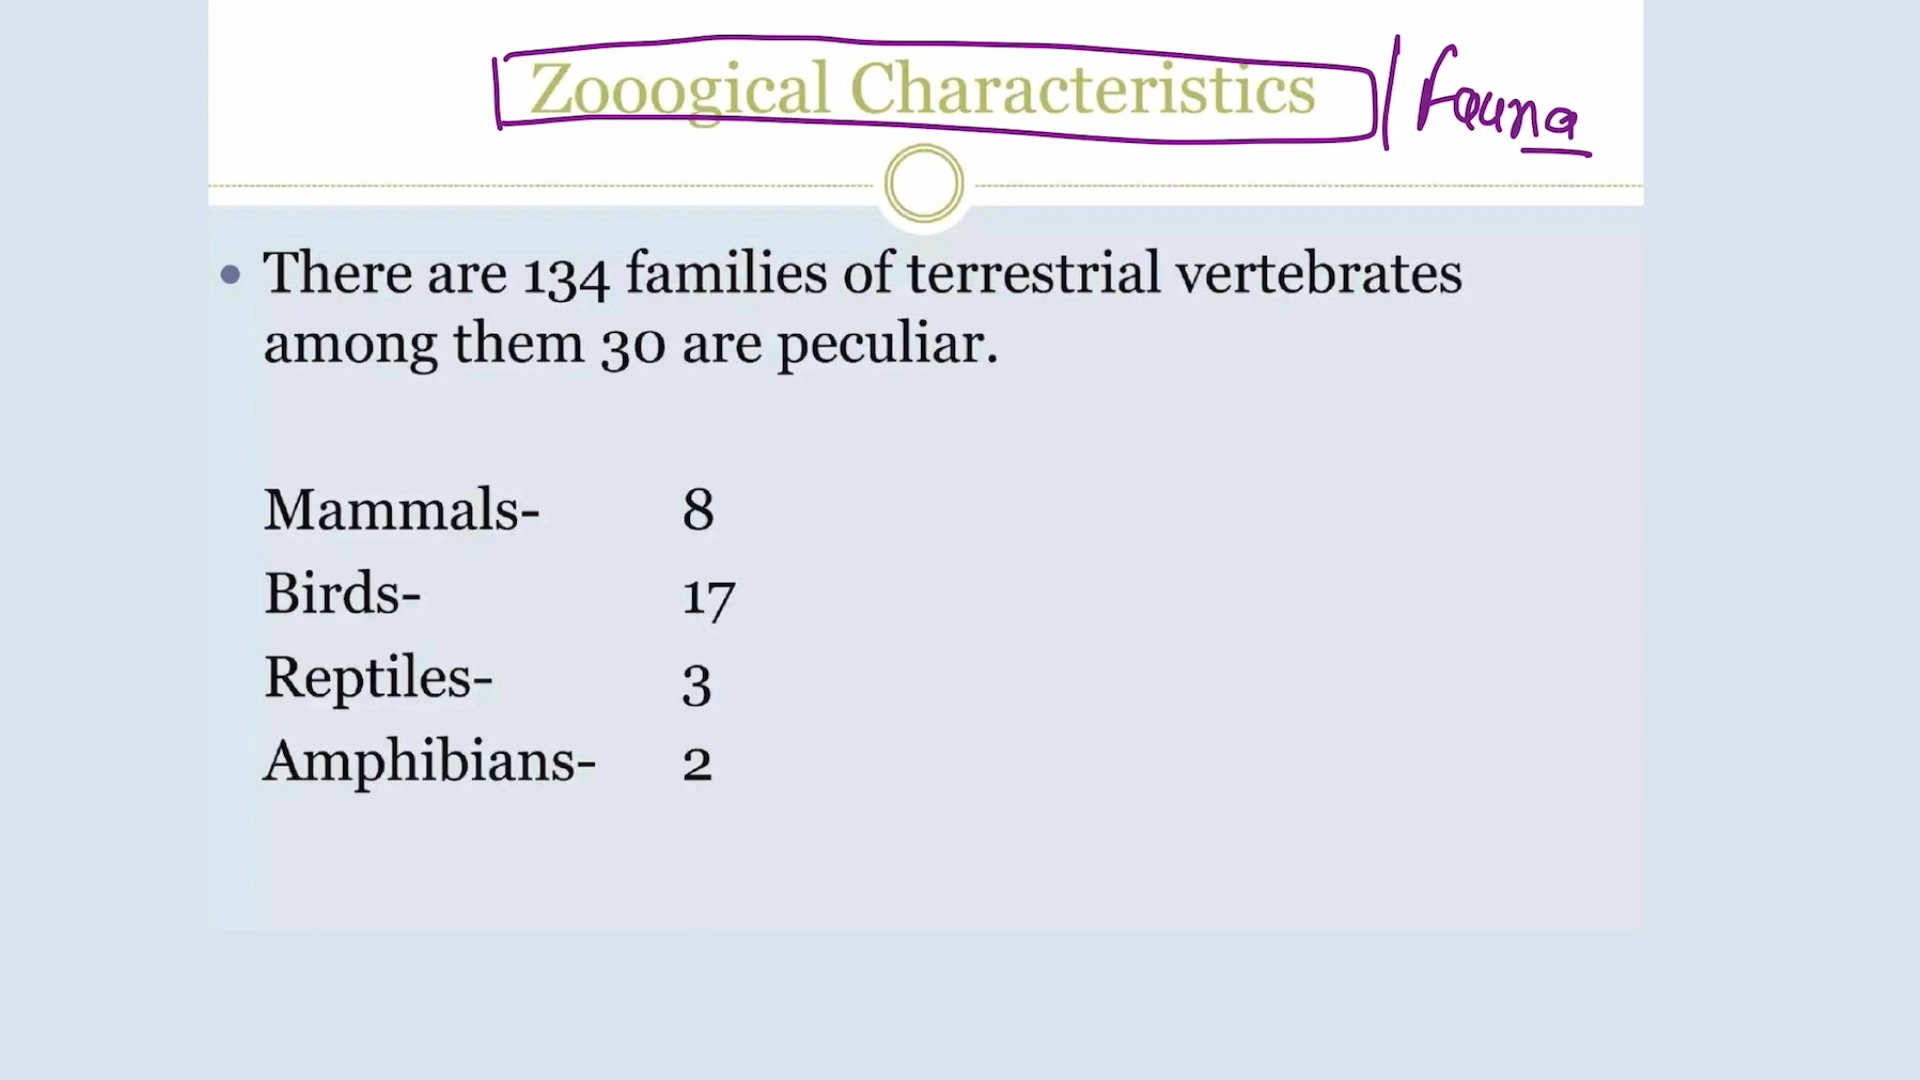 Zooogical Characteristics / Fauna
• There are 134 families of terrestrial vertebrates
among them 30 are peculiar.
Mammals- 8
Birds- 17
Reptiles- 3
Amphibians- 2